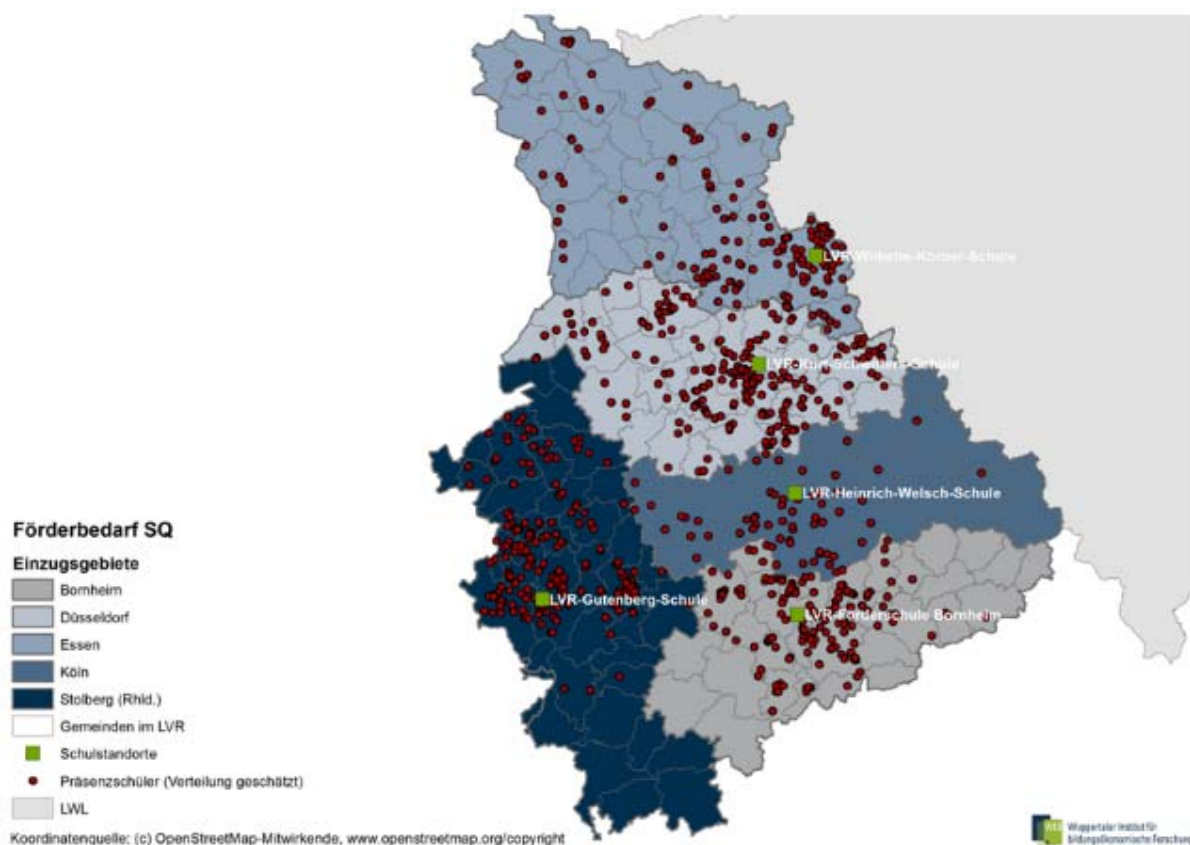 LVR-Wilhelm-Körber-Schule
LVR-Kurt-Schwitters-Schule
LVR-Heinrich-Welsch-Schule
LVR-Gutenberg-Schule
LVR-Förderschule Bornheim
Förderbedarf SQ
Einzugsgebiete
Bornheim
Düsseldorf
Essen
Köln
Stolberg (Rhld.)
Gemeinden im LVR
Schulstandorte
Präsenzschüler (Verteilung geschätzt)
LWL
Koordinatenquelle: (c) OpenStreetMap-Mitwirkende, www.openstreetmap.org/copyright
Wuppertaler Institut für
bildungsökonomische Forschung